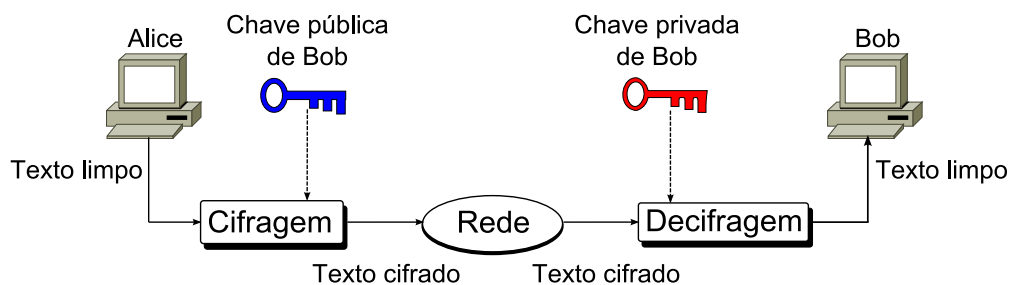 Alice
Chave pública
de Bob
Chave privada
de Bob
Bob
Texto limpo
Texto limpo
Cifragem
Rede
Decifragem
Texto cifrado
Texto cifrado